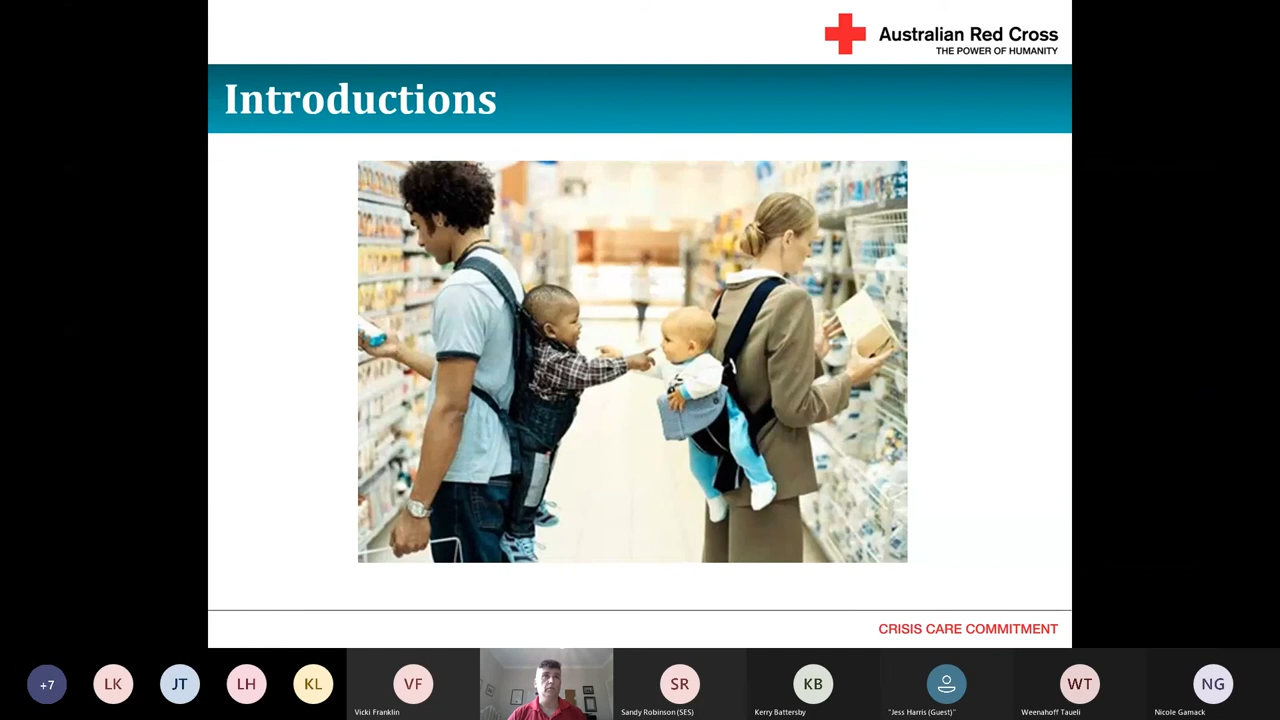 Australian Red Cross
THE POWER OF HUMANITY
Introductions
CRISIS CARE COMMITMENT
+7
LK
JT
LH
KL
VF
SR
KB
WT
NG
Vicki Franklin
Sandy Robinson (SES)
Kerry Battersby
"Jess Harris (Guest)"
Weenahoff Taueli
Nicole Gamack